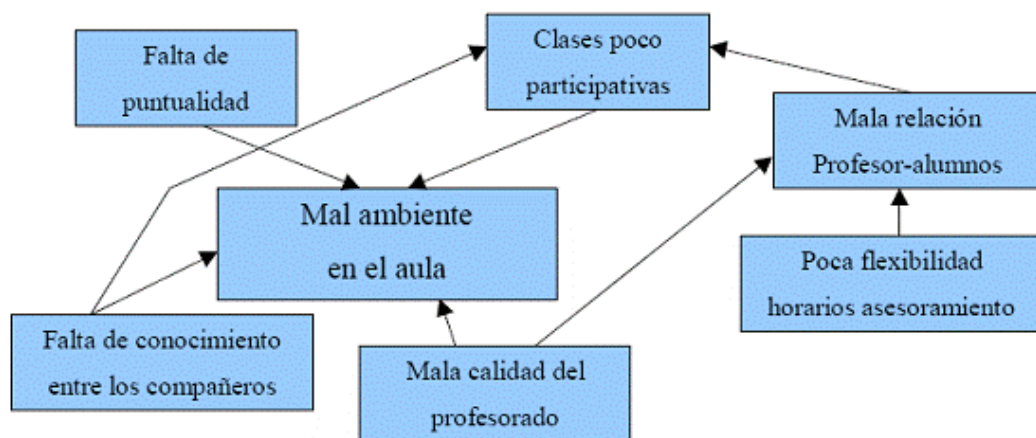 Falta de
puntualidad
Clases poco
participativas
Mala relación
Profesor-alumnos
Mal ambiente
en el aula
Poca flexibilidad
horarios asesoramiento
Falta de conocimiento
entre los compañeros
Mala calidad del
profesorado